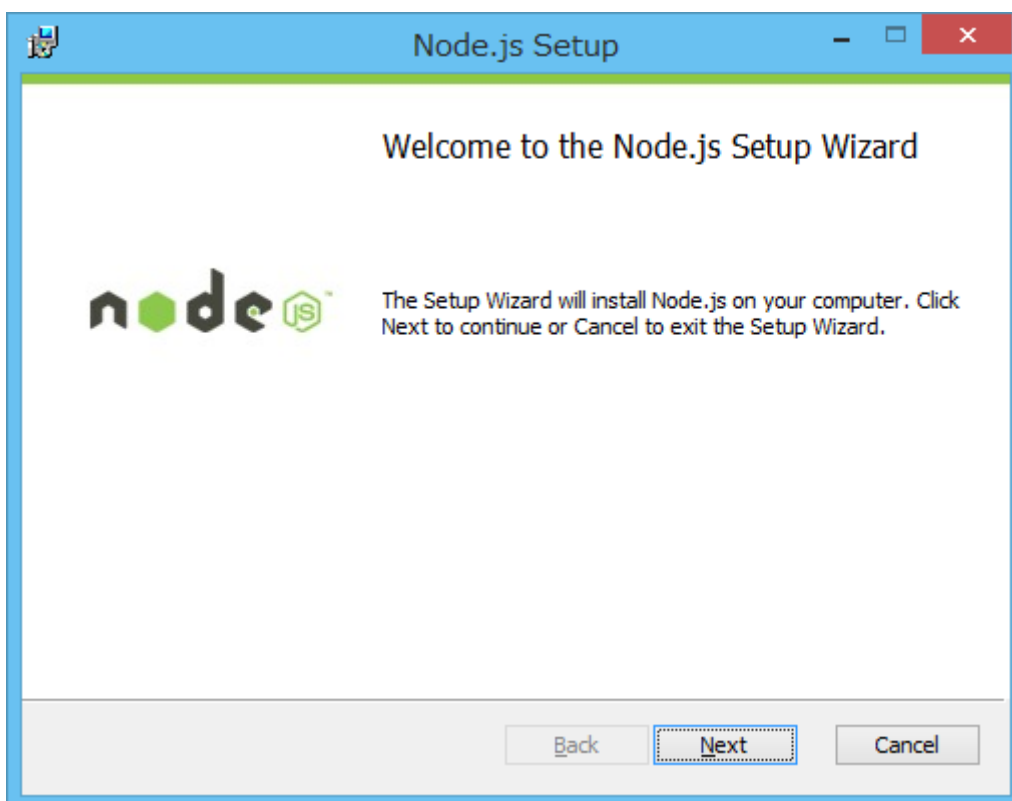 Node.js Setup
Welcome to the Node.js Setup Wizard
node JS™
The Setup Wizard will install Node.js on your computer. Click
Next to continue or Cancel to exit the Setup Wizard.
Back Next Cancel